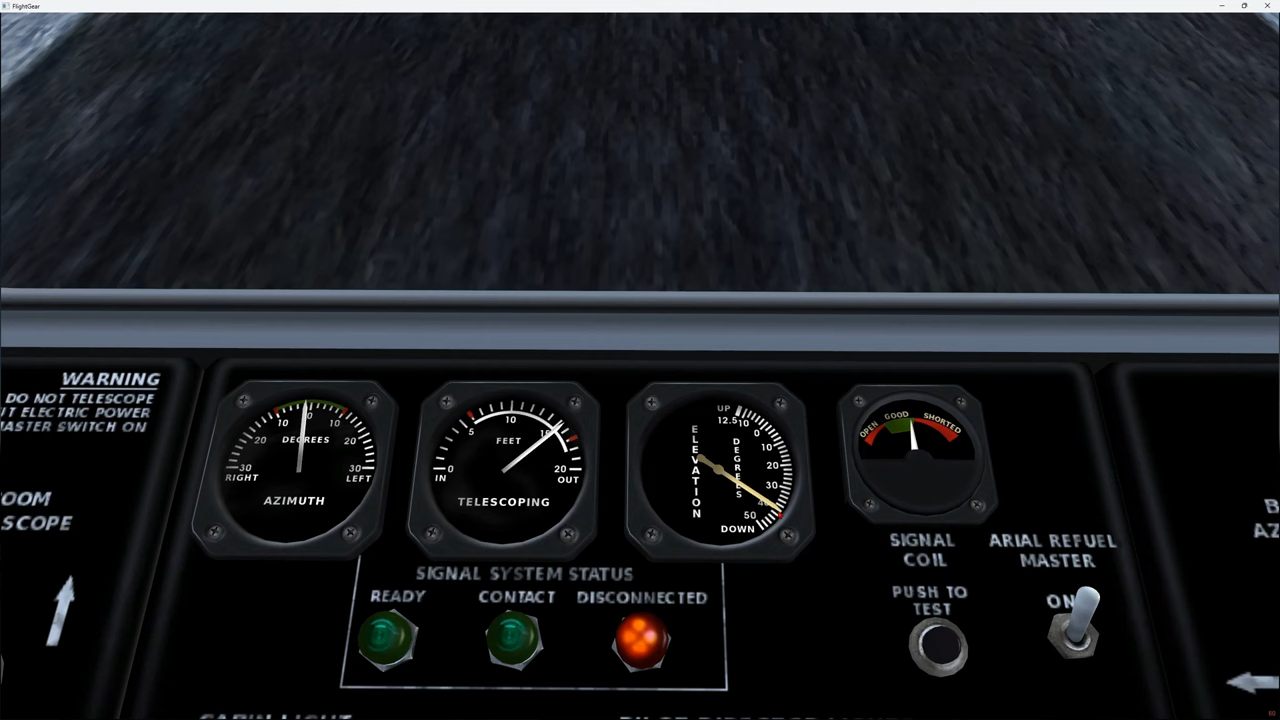 FlightGear
WARNING
DO NOT TELESCOPE
IT ELECTRIC POWER
MASTER SWITCH ON
OOM
SCOPE
30 20 10 0 10 20 30
DEGREES
RIGHT LEFT
AZIMUTH
0 5 10 15 20
FEET
IN OUT
TELESCOPING
UP
12.5 10 0 10 20 30 40 50
ELEVATION
DEGREES
DOWN
OPEN GOOD SHORTED
SIGNAL
COIL
PUSH TO
TEST
ARIAL REFUEL
MASTER
ON
SIGNAL SYSTEM STATUS
READY CONTACT DISCONNECTED
B
AZ
60